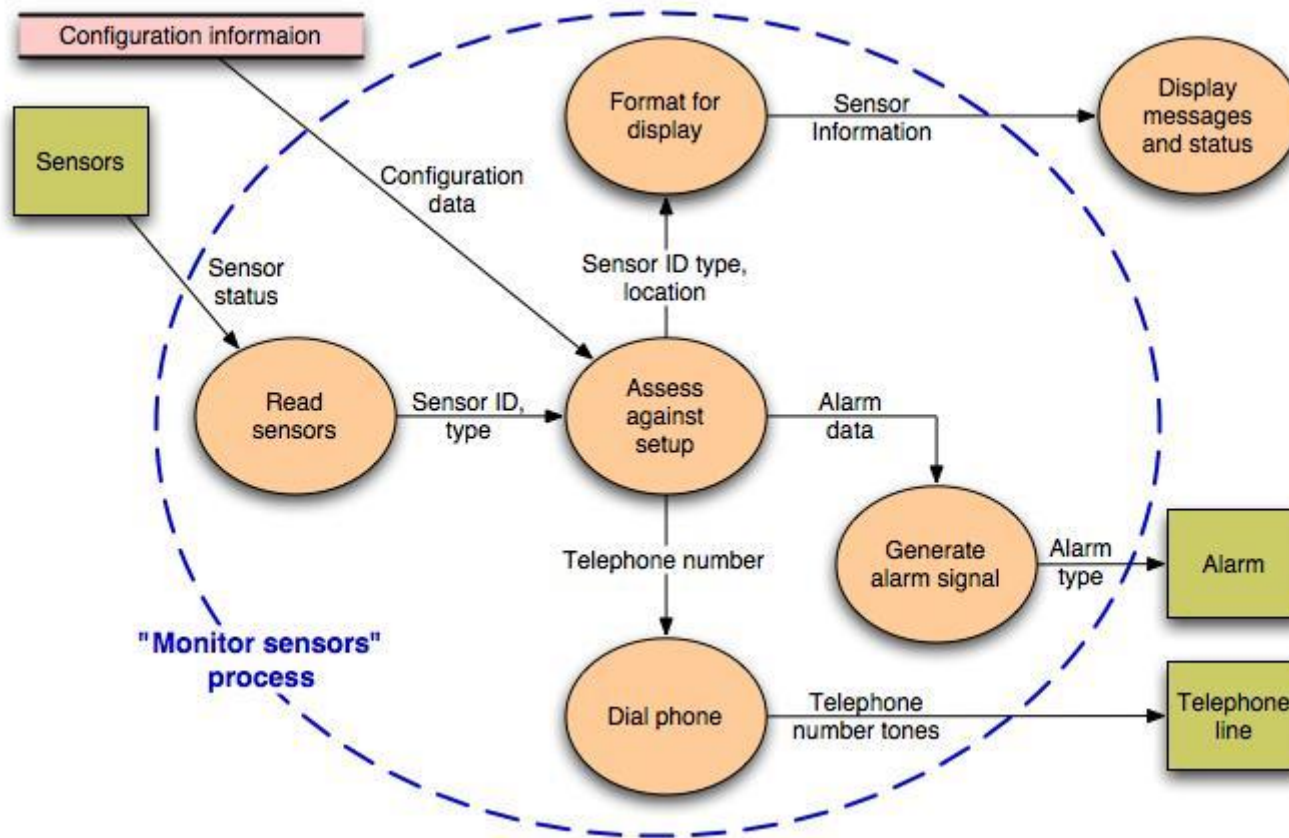 Configuration informaion
Format for
display
Sensor
Information
Display
messages
and status
Sensors
Configuration
data
Sensor
status
Sensor ID type,
location
Read
sensors
Sensor ID,
type
Assess
against
setup
Alarm
data
Telephone number
Generate
alarm signal
Alarm
type
Alarm
"Monitor sensors"
process
Dial phone
Telephone
number tones
Telephone
line